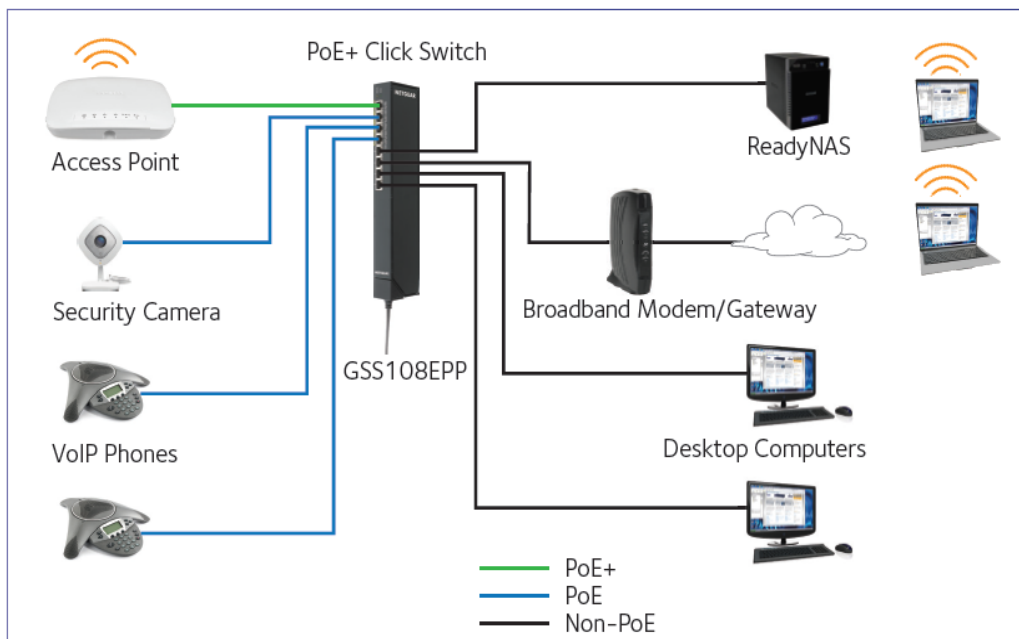 PoE+ Click Switch
NETGEAR
Access Point
ReadyNAS
Security Camera
Broadband Modem/Gateway
GSS108EPP
VoIP Phones
Desktop Computers
PoE+
PoE
Non-PoE